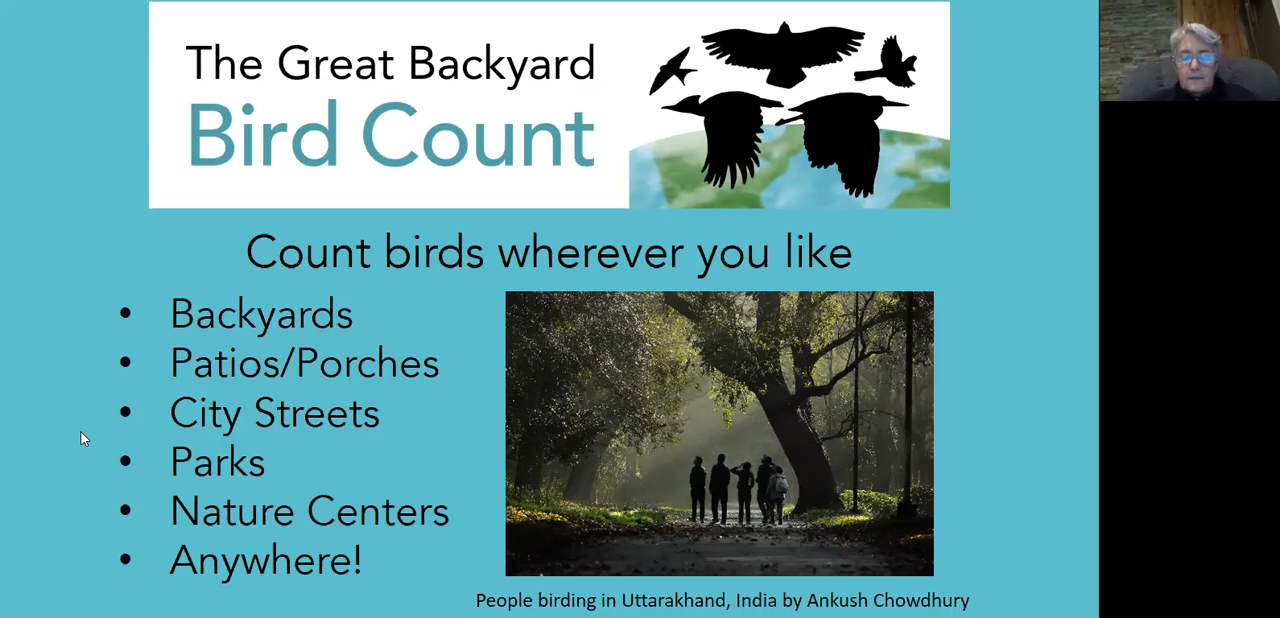 The Great Backyard
Bird Count
Count birds wherever you like
• Backyards
• Patios/Porches
• City Streets
• Parks
• Nature Centers
• Anywhere!
People birding in Uttarakhand, India by Ankush Chowdhury